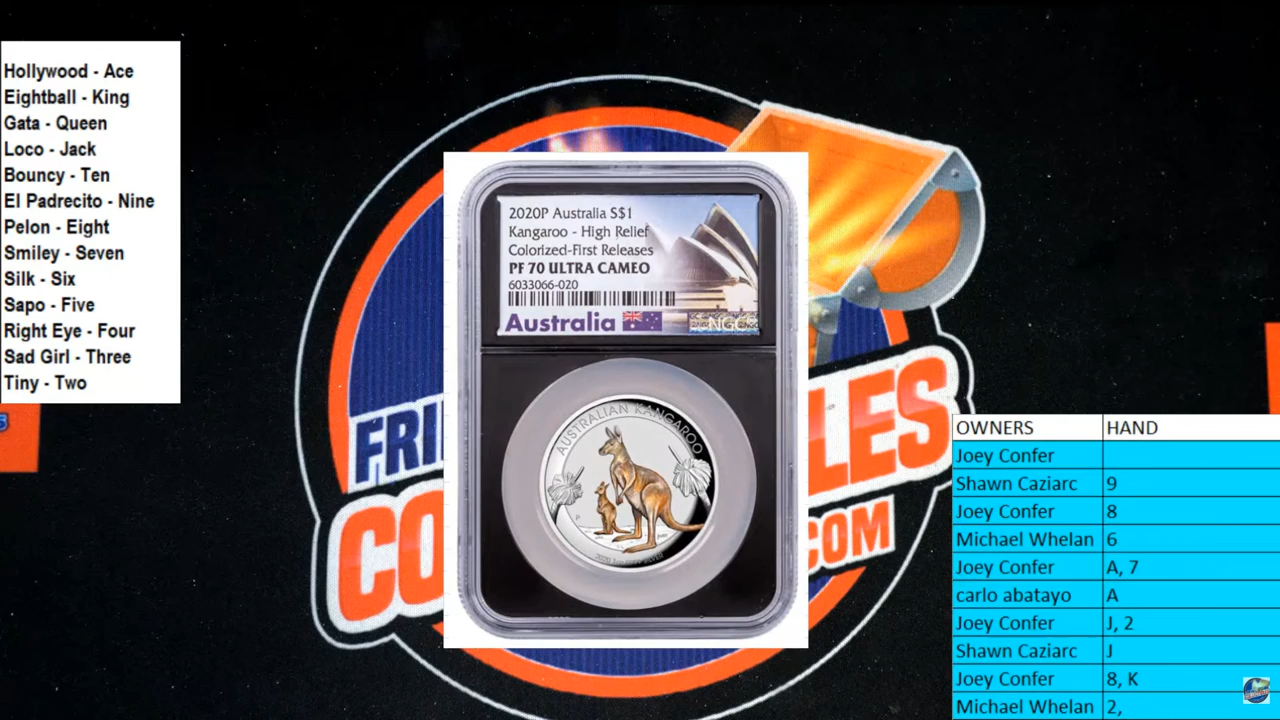 Hollywood - Ace
Eightball - King
Gata - Queen
Loco - Jack
Bouncy - Ten
El Padrecito - Nine
Pelon - Eight
Smiley - Seven
Silk - Six
Sapo - Five
Right Eye - Four
Sad Girl - Three
Tiny - Two
2020P Australia S$1
Kangaroo - High Relief
Colorized-First Releases
PF 70 ULTRA CAMEO
6033066-020
Australia
AUSTRALIAN KANGAROO
P
FRI
LES
CO
.COM
OWNERS HAND
Joey Confer
Shawn Caziarc 9
Joey Confer 8
Michael Whelan 6
Joey Confer A, 7
carlo abatayo A
Joey Confer J, 2
Shawn Caziarc J
Joey Confer 8, K
Michael Whelan 2,